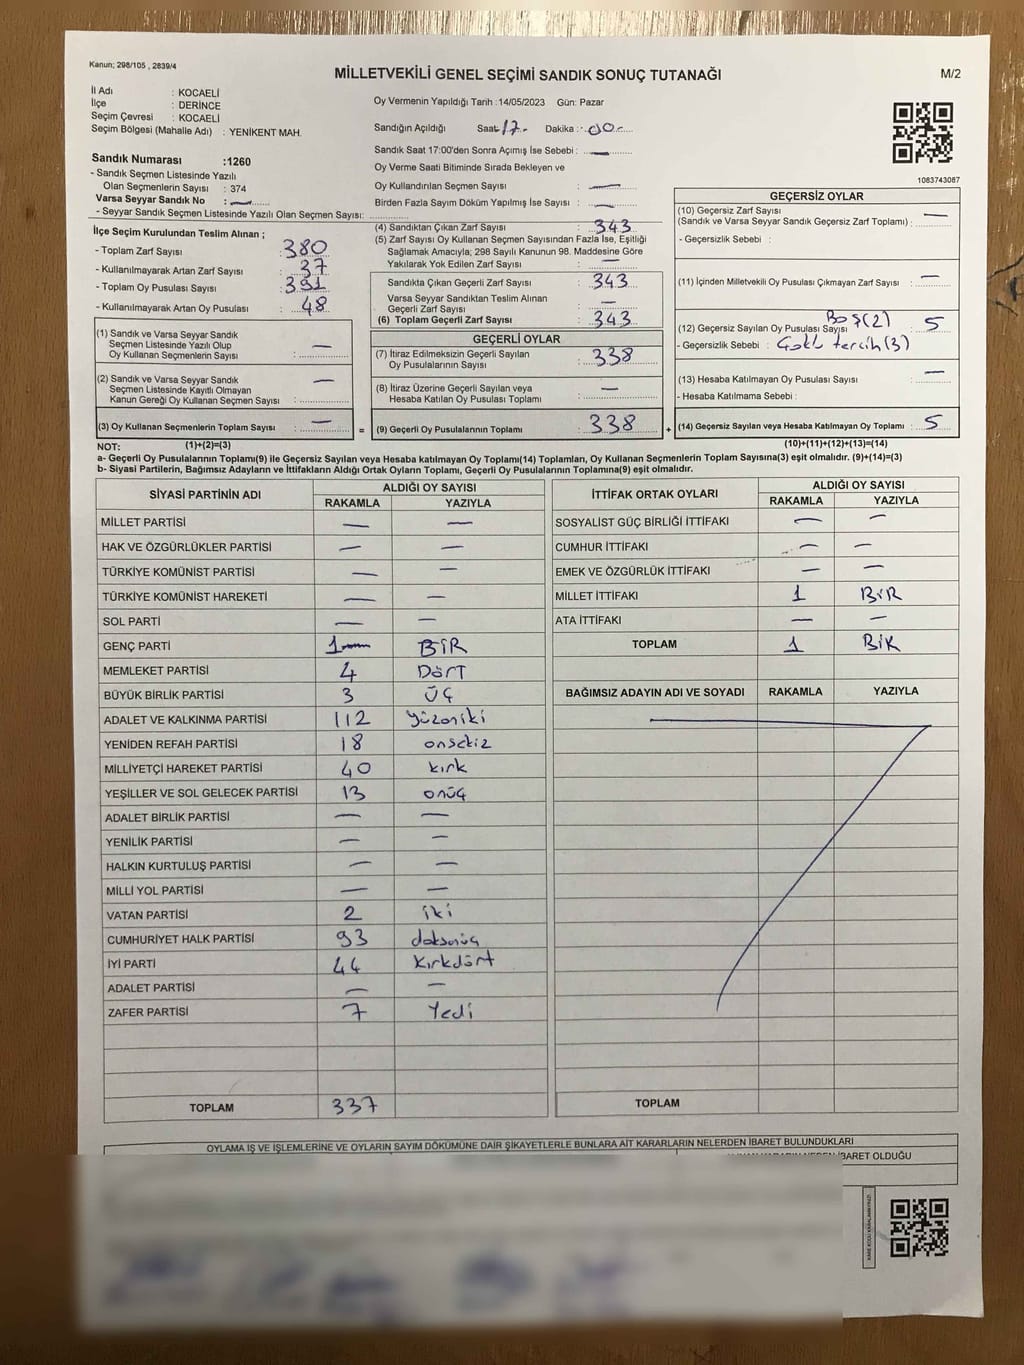 Kanun; 298/105 , 2839/4
MİLLETVEKİLİ GENEL SEÇİMİ SANDIK SONUÇ TUTANAĞI
M/2
İl Adı : KOCAELİ
İlçe : DERİNCE
Seçim Çevresi : KOCAELİ
Seçim Bölgesi (Mahalle Adı) : YENİKENT MAH.
Sandık Numarası :1260
- Sandık Seçmen Listesinde Yazılı
Olan Seçmenlerin Sayısı : 374
Varsa Seyyar Sandık No : —
- Seyyar Sandık Seçmen Listesinde Yazılı Olan Seçmen Sayısı:
İlçe Seçim Kurulundan Teslim Alınan ;
- Toplam Zarf Sayısı : 380
- Kullanılmayarak Artan Zarf Sayısı : 37
- Toplam Oy Pusulası Sayısı : 391
- Kullanılmayarak Artan Oy Pusulası : 48
(1) Sandık ve Varsa Seyyar Sandık
Seçmen Listesinde Yazılı Olup
Oy Kullanan Seçmenlerin Sayısı : —
(2) Sandık ve Varsa Seyyar Sandık
Seçmen Listesinde Kayıtlı Olmayan
Kanun Gereği Oy Kullanan Seçmen Sayısı : —
(3) Oy Kullanan Seçmenlerin Toplam Sayısı : —
Oy Vermenin Yapıldığı Tarih :14/05/2023 Gün: Pazar
Sandığın Açıldığı Saat 17 Dakika : 00
Sandık Saat 17:00'den Sonra Açımış İse Sebebi : —
Oy Verme Saati Bitiminde Sırada Bekleyen ve
Oy Kullandırılan Seçmen Sayısı : —
Birden Fazla Sayım Döküm Yapılmış İse Sayısı : —
(4) Sandıktan Çıkan Zarf Sayısı : 343
(5) Zarf Sayısı Oy Kullanan Seçmen Sayısından Fazla İse, Eşitliği
Sağlamak Amacıyla; 298 Sayılı Kanunun 98. Maddesine Göre
Yakılarak Yok Edilen Zarf Sayısı : —
Sandıkta Çıkan Geçerli Zarf Sayısı : 343
Varsa Seyyar Sandıktan Teslim Alınan
Geçerli Zarf Sayısı : —
(6) Toplam Geçerli Zarf Sayısı : 343
GEÇERLİ OYLAR
(7) İtiraz Edilmeksizin Geçerli Sayılan
Oy Pusulalarının Sayısı : 338
(8) İtiraz Üzerine Geçerli Sayılan veya
Hesaba Katılan Oy Pusulası Toplamı : —
= (9) Geçerli Oy Pusulalarının Toplamı : 338 +
1083743087
GEÇERSİZ OYLAR
(10) Geçersiz Zarf Sayısı
(Sandık ve Varsa Seyyar Sandık Geçersiz Zarf Toplamı) : —
- Geçersizlik Sebebi :
(11) İçinden Milletvekili Oy Pusulası Çıkmayan Zarf Sayısı : —
(12) Geçersiz Sayılan Oy Pusulası Sayısı : Boş(2) 5
- Geçersizlik Sebebi : Çoklu tercih(3)
(13) Hesaba Katılmayan Oy Pusulası Sayısı : —
- Hesaba Katılmama Sebebi :
(14) Geçersiz Sayılan veya Hesaba Katılmayan Oy Toplamı : 5
NOT: (1)+(2)=(3)
(10)+(11)+(12)+(13)=(14)
a- Geçerli Oy Pusulalarının Toplamı(9) ile Geçersiz Sayılan veya Hesaba katılmayan Oy Toplamı(14) Toplamları, Oy Kullanan Seçmenlerin Toplam Sayısına(3) eşit olmalıdır. (9)+(14)=(3)
b- Siyasi Partilerin, Bağımsız Adayların ve İttifakların Aldığı Ortak Oyların Toplamı, Geçerli Oy Pusulalarının Toplamına(9) eşit olmalıdır.
SİYASİ PARTİNİN ADI ALDIĞI OY SAYISI
RAKAMLA YAZIYLA
MİLLET PARTİSİ — —
HAK VE ÖZGÜRLÜKLER PARTİSİ — —
TÜRKİYE KOMÜNİST PARTİSİ — —
TÜRKİYE KOMÜNİST HAREKETİ — —
SOL PARTİ — —
GENÇ PARTİ 1 BİR
MEMLEKET PARTİSİ 4 Dört
BÜYÜK BİRLİK PARTİSİ 3 ÜÇ
ADALET VE KALKINMA PARTİSİ 112 Yüzoniki
YENİDEN REFAH PARTİSİ 18 onsekiz
MİLLİYETÇİ HAREKET PARTİSİ 40 kırk
YEŞİLLER VE SOL GELECEK PARTİSİ 13 onüç
ADALET BİRLİK PARTİSİ — —
YENİLİK PARTİSİ — —
HALKIN KURTULUŞ PARTİSİ — —
MİLLİ YOL PARTİSİ — —
VATAN PARTİSİ 2 iki
CUMHURİYET HALK PARTİSİ 93 doksanüç
İYİ PARTİ 44 Kırkdört
ADALET PARTİSİ — —
ZAFER PARTİSİ 7 Yedi
TOPLAM 337
İTTİFAK ORTAK OYLARI ALDIĞI OY SAYISI
RAKAMLA YAZIYLA
SOSYALİST GÜÇ BİRLİĞİ İTTİFAKI — —
CUMHUR İTTİFAKI — —
EMEK VE ÖZGÜRLÜK İTTİFAKI — —
MİLLET İTTİFAKI 1 BİR
ATA İTTİFAKI — —
TOPLAM 1 BİR
BAĞIMSIZ ADAYIN ADI VE SOYADI RAKAMLA YAZIYLA
TOPLAM
OYLAMA İŞ VE İŞLEMLERİNE VE OYLARIN SAYIM DÖKÜMÜNE DAİR ŞİKAYETLERLE BUNLARA AİT KARARLARIN NELERDEN İBARET BULUNDUKLARI
İBARET OLDUĞU